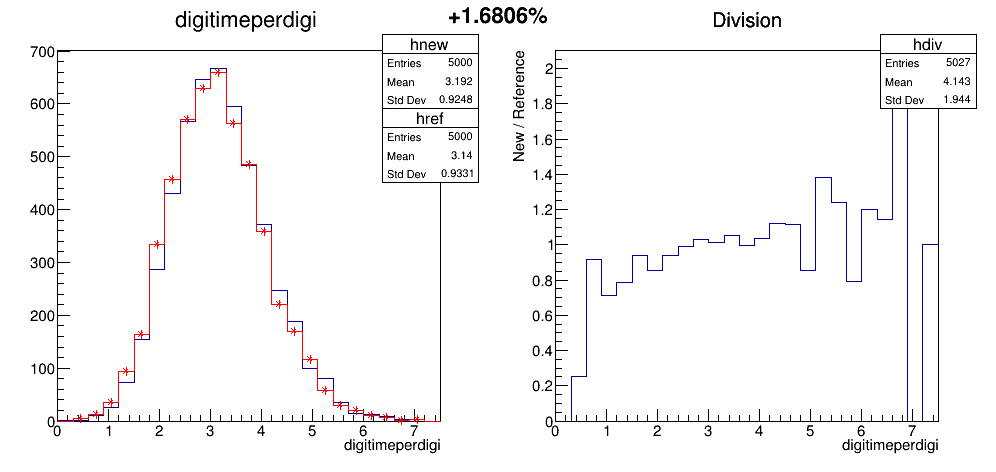 digitimeperdigi
+1.6806%
Division
hnew
Entries 5000
Mean 3.192
Std Dev 0.9248
href
Entries 5000
Mean 3.14
Std Dev 0.9331
700
600
500
400
300
200
100
0
0 1 2 3 4 5 6 7
digitimeperdigi
hdiv
Entries 5027
Mean 4.143
Std Dev 1.944
New / Reference
2
1.8
1.6
1.4
1.2
1
0.8
0.6
0.4
0.2
0
0 1 2 3 4 5 6 7
digitimeperdigi